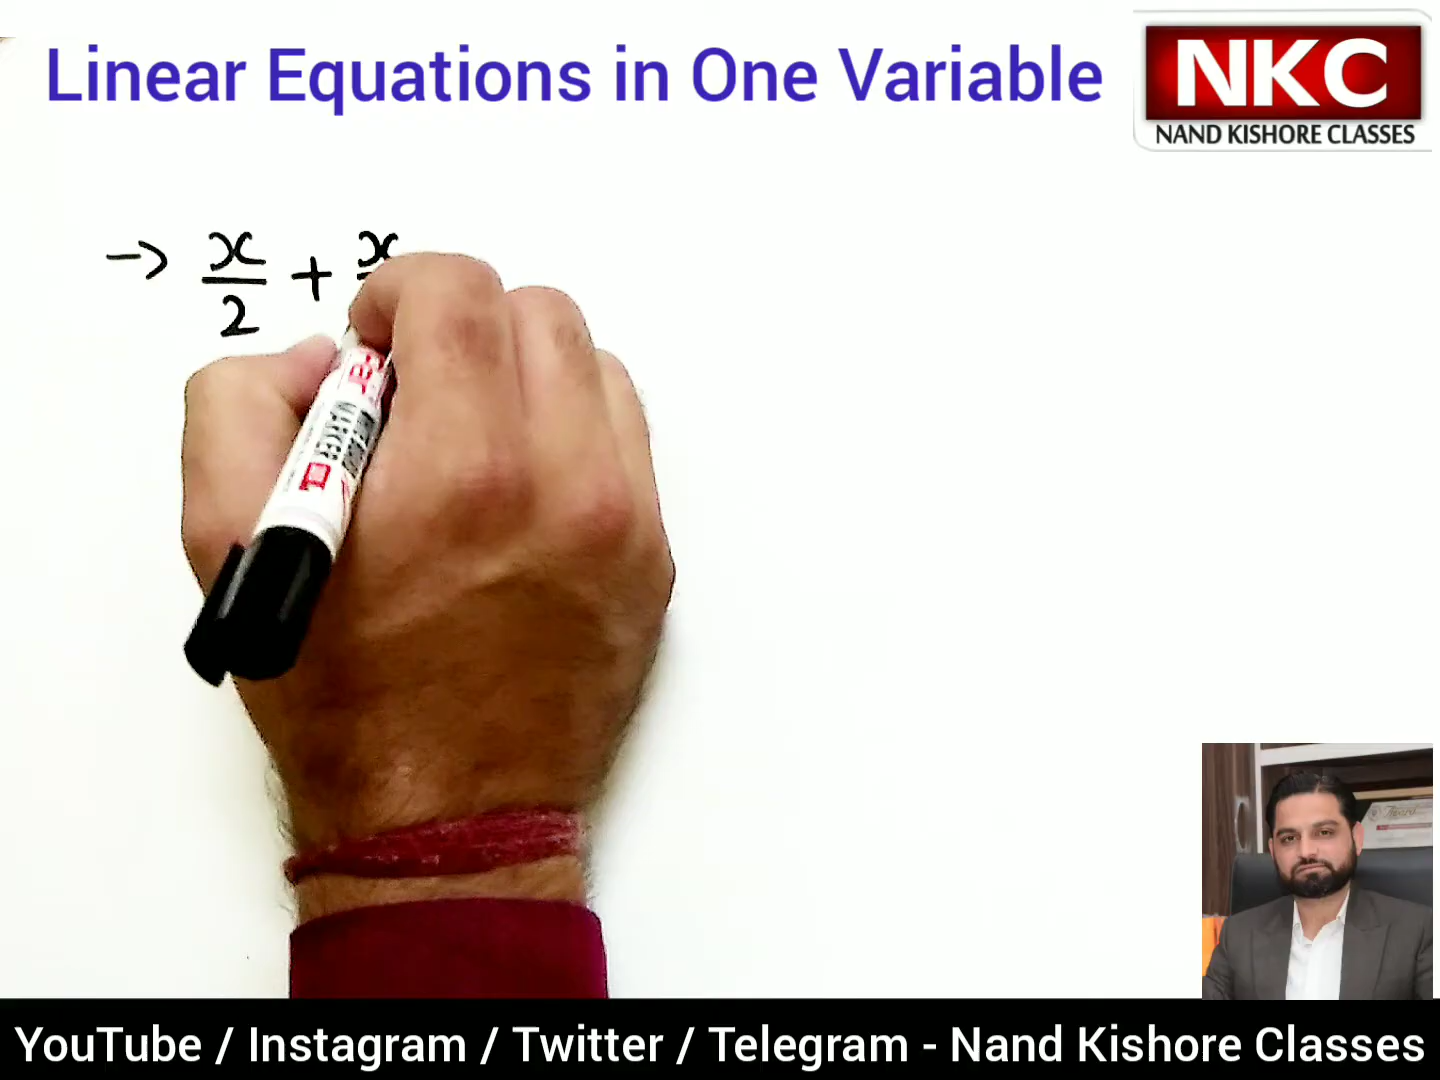 Linear Equations in One Variable
NKC
NAND KISHORE CLASSES
→ x/2 + x
YouTube / Instagram / Twitter / Telegram - Nand Kishore Classes